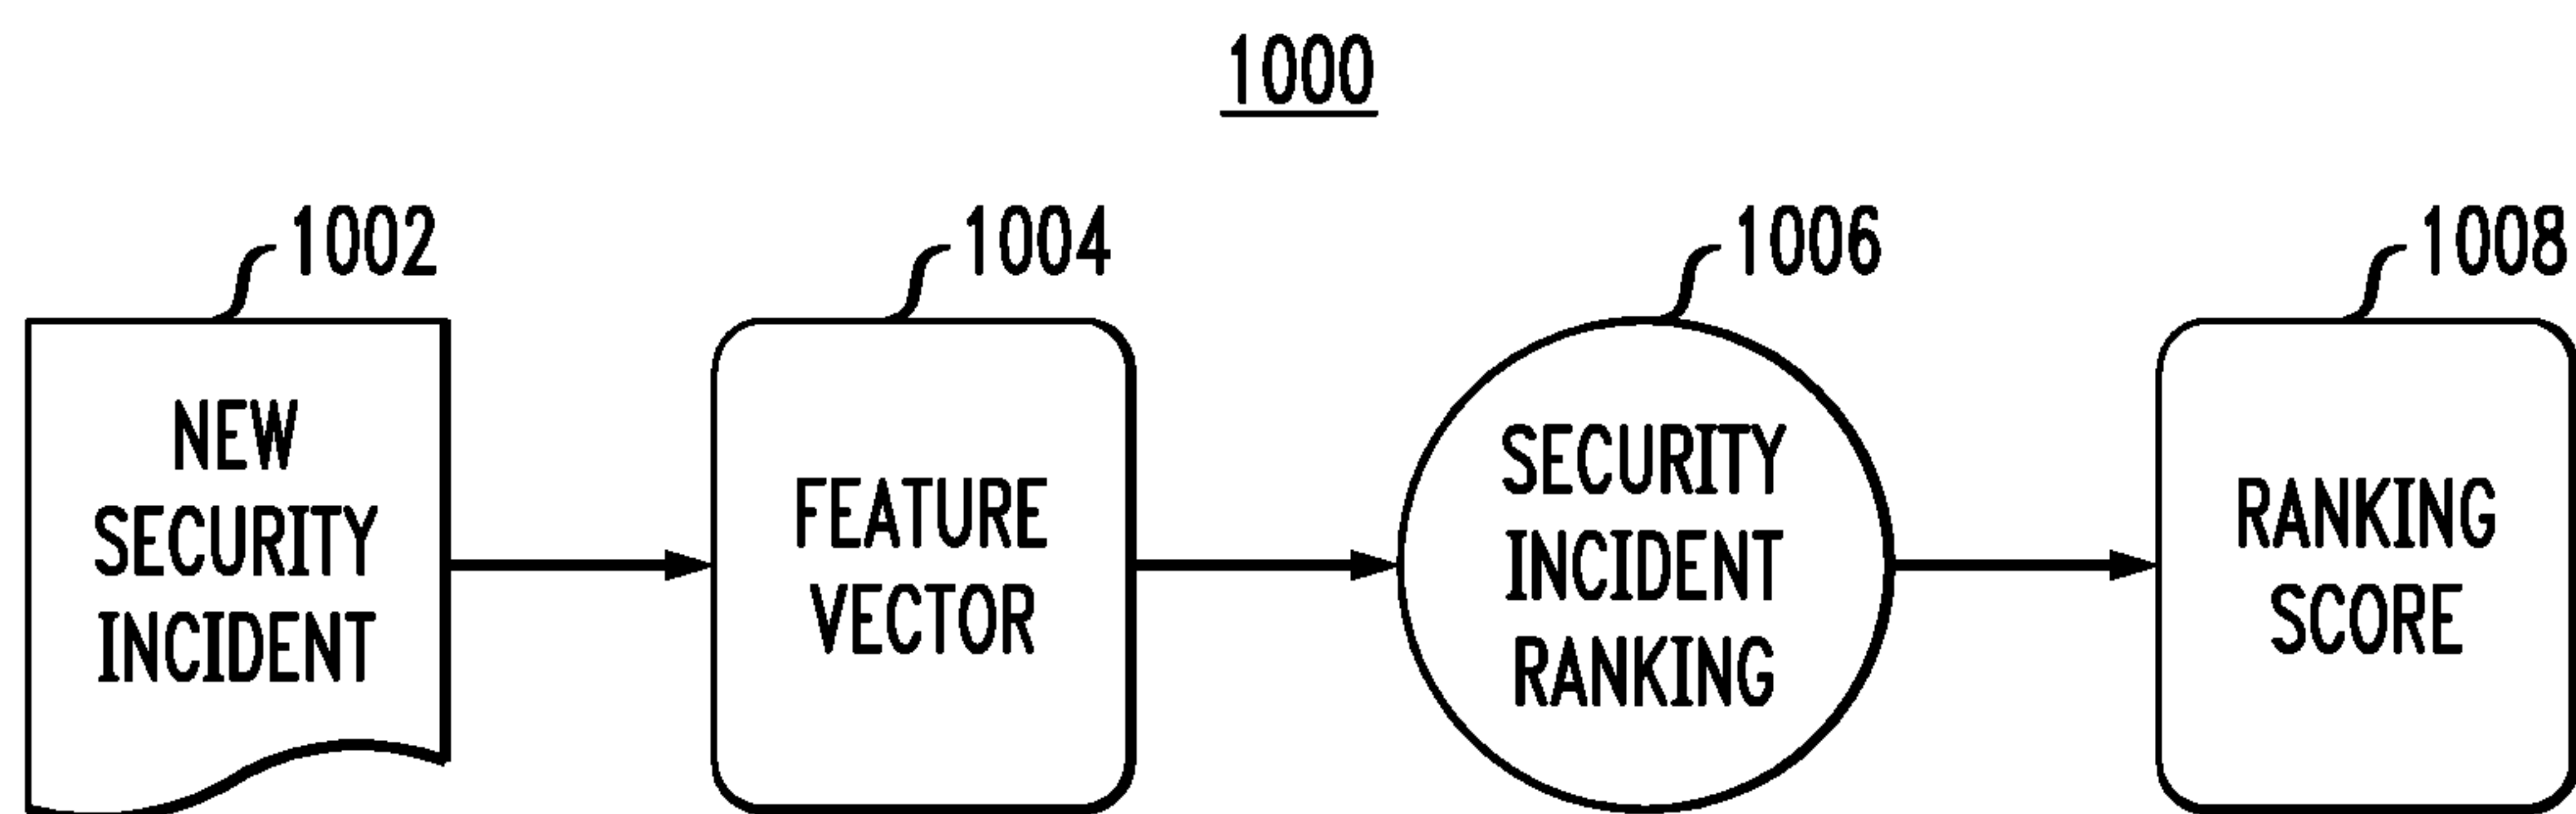 1000
1002
1004
1006
1008
NEW
SECURITY
INCIDENT
FEATURE
VECTOR
SECURITY
INCIDENT
RANKING
RANKING
SCORE